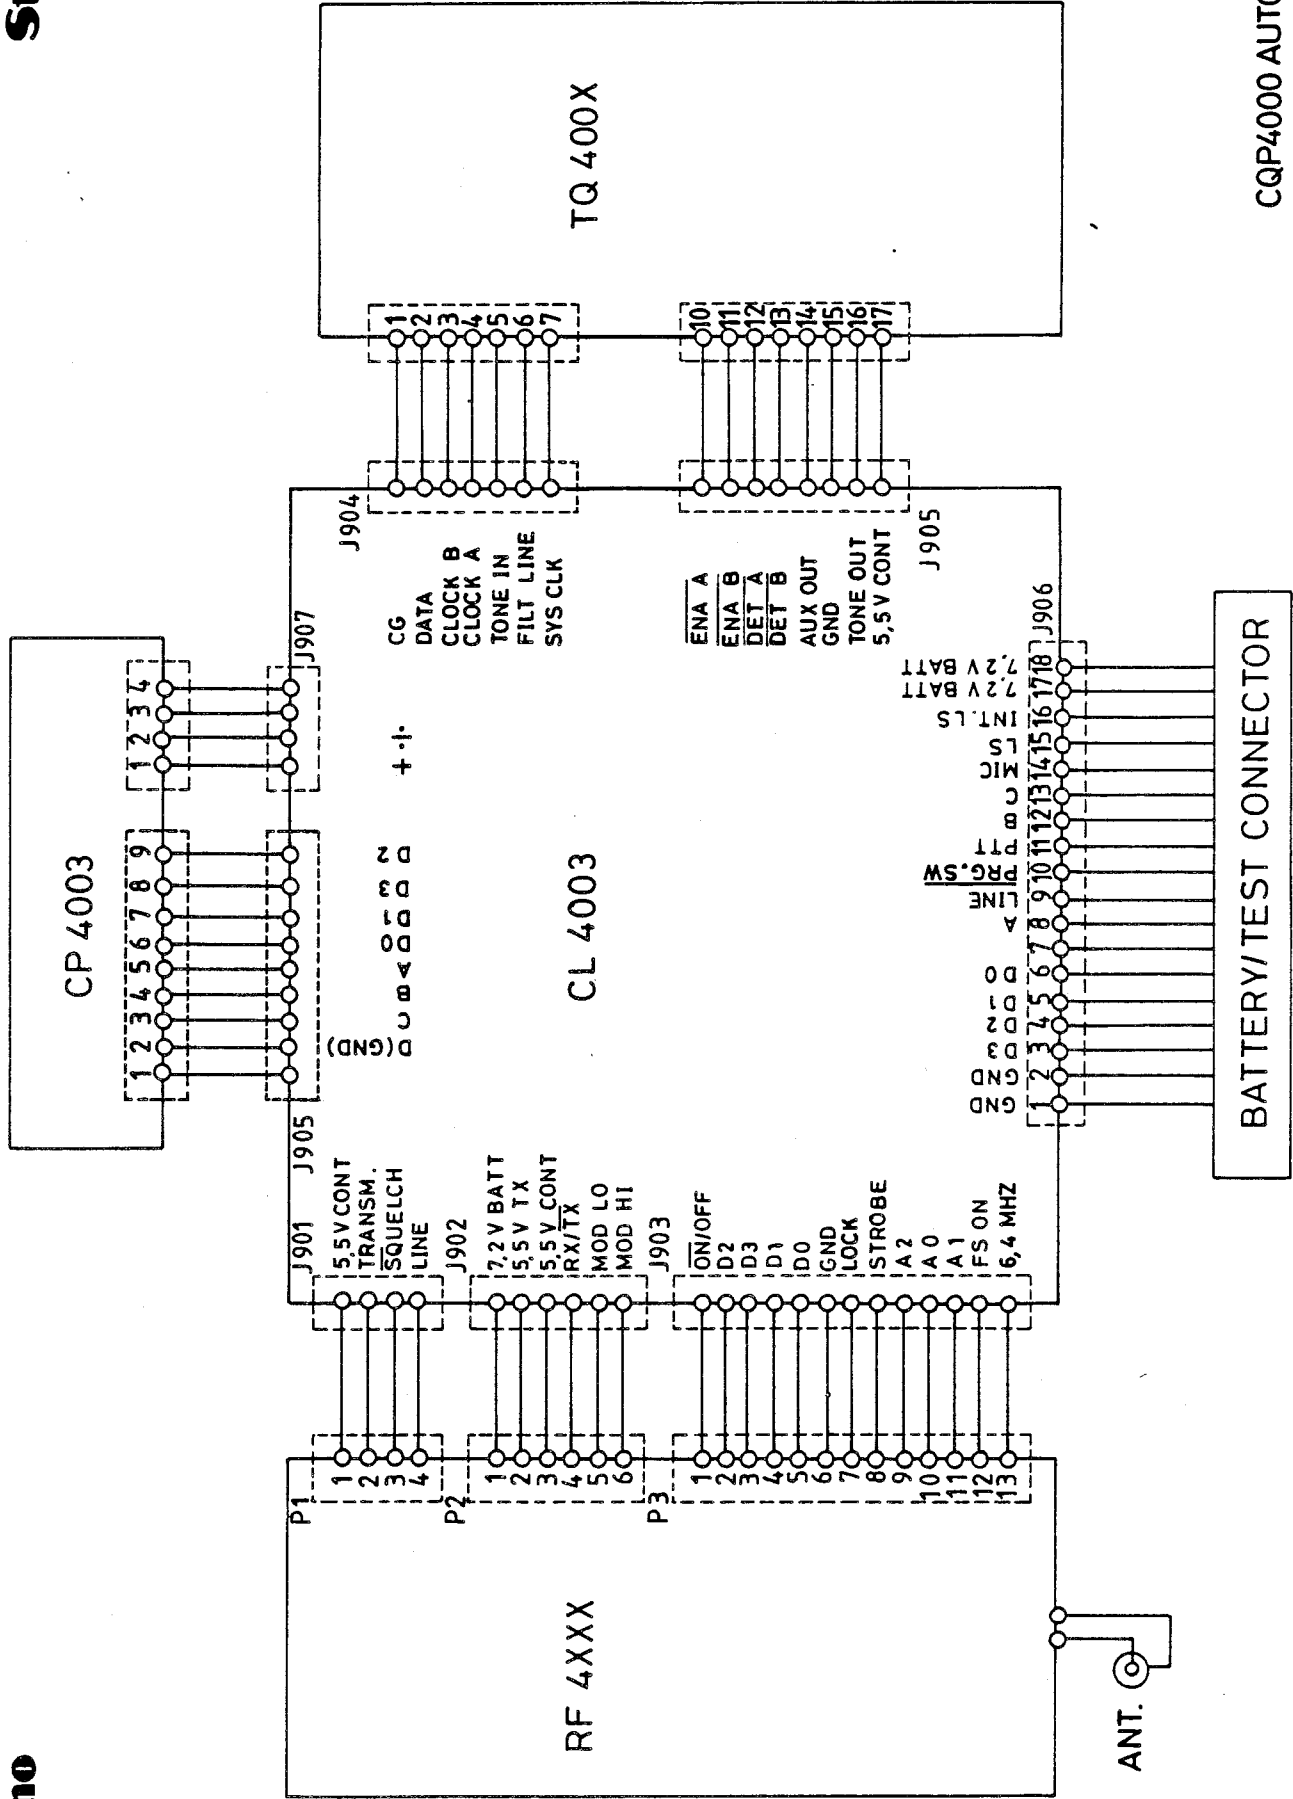 CP 4003
1 2 3 4 5 6 7 8 9
1 2 3 4
J905
J907
D(GND)
C
B
A
D0
D1
D3
D2
+
CL 4003
RF 4XXX
P1
1
2
3
4
J901
5,5 V CONT
TRANSM.
SQUELCH
LINE
P2
1
2
3
4
5
6
J902
7,2 V BATT
5,5 V TX
5,5 V CONT
RX/TX
MOD LO
MOD HI
P3
1
2
3
4
5
6
7
8
9
10
11
12
13
J903
ON/OFF
D2
D3
D1
D0
GND
LOCK
STROBE
A2
A0
A1
FS ON
6,4 MHZ
ANT.
J904
CG
DATA
CLOCK B
CLOCK A
TONE IN
FILT LINE
SYS CLK
1
2
3
4
5
6
7
ENA A
ENA B
DET A
DET B
AUX OUT
GND
TONE OUT
5,5 V CONT
J905
10
11
12
13
14
15
16
17
TQ 400X
J906
GND
GND
D3
D2
D1
D0
A
LINE
PRG.SW
PTT
B
C
MIC
LS
INT.LS
7,2 V BATT
7,2 V BATT
1 2 3 4 5 6 7 8 9 10 11 12 13 14 15 16 17 18
BATTERY/TEST CONNECTOR
CQP4000 AUTO